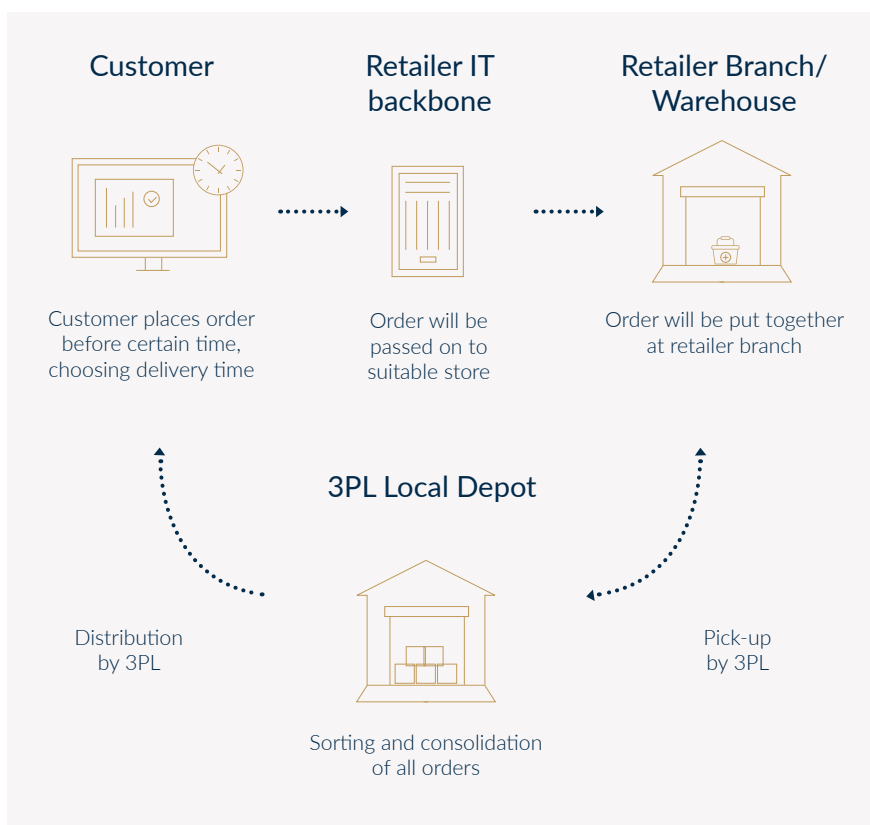 Customer
Retailer IT
backbone
Retailer Branch/
Warehouse
Customer places order
before certain time,
choosing delivery time
Order will be
passed on to
suitable store
Order will be put together
at retailer branch
3PL Local Depot
Distribution
by 3PL
Pick-up
by 3PL
Sorting and consolidation
of all orders